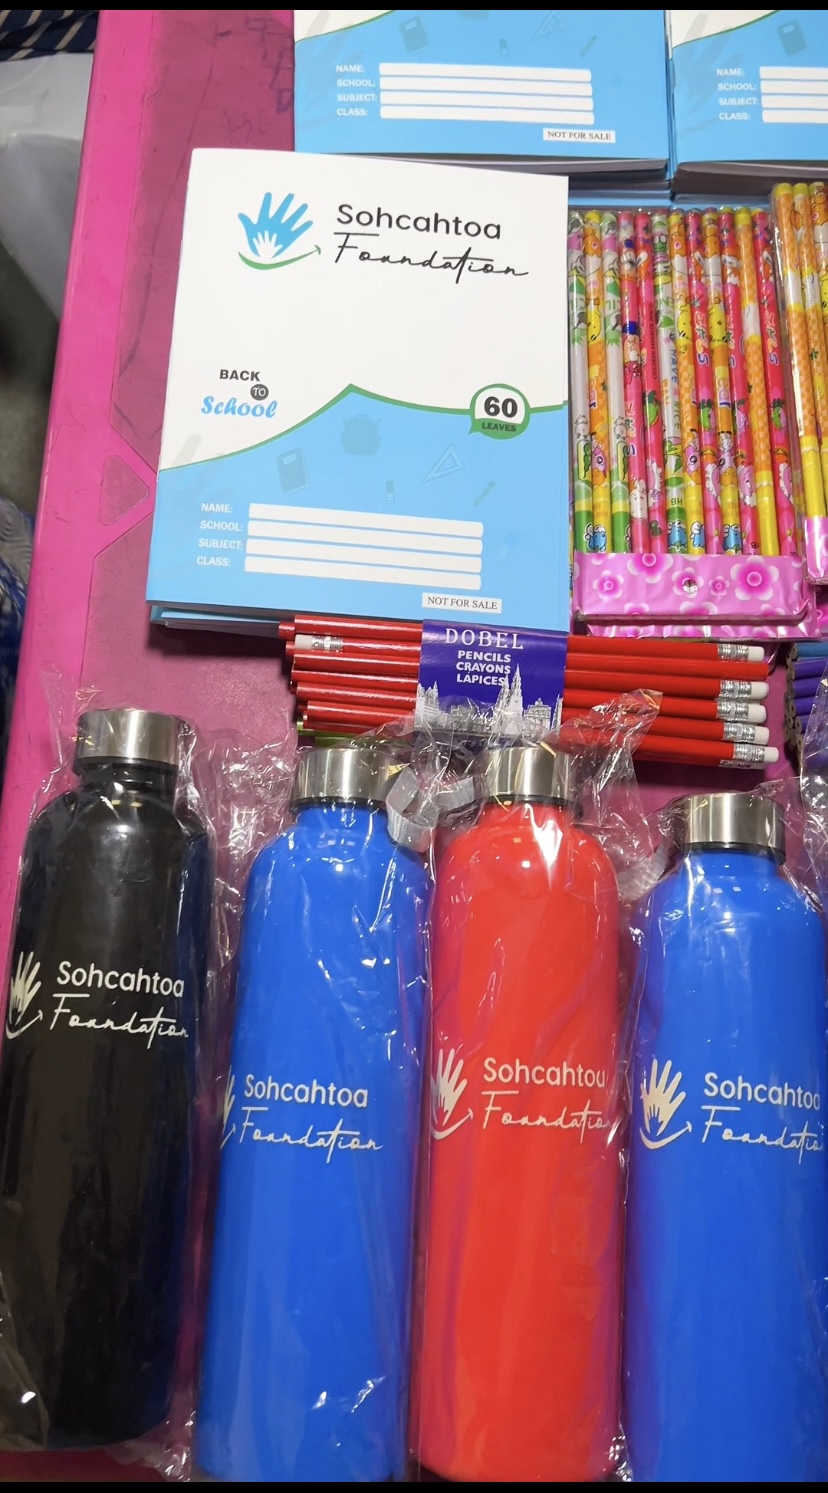 NAME:
SCHOOL:
SUBJECT:
CLASS:
NOT FOR SALE
NAME:
SCHOOL:
SUBJECT:
CLASS:
Sohcahtoa
Foundation
BACK
TO
School
60
LEAVES
NAME:
SCHOOL:
SUBJECT:
CLASS:
NOT FOR SALE
DOBEL
PENCILS
CRAYONS
LAPICES
Sohcahtoa
Foundation
Sohcahtoa
Foundation
Sohcahtoa
Foundation
Sohcahtoa
Foundation